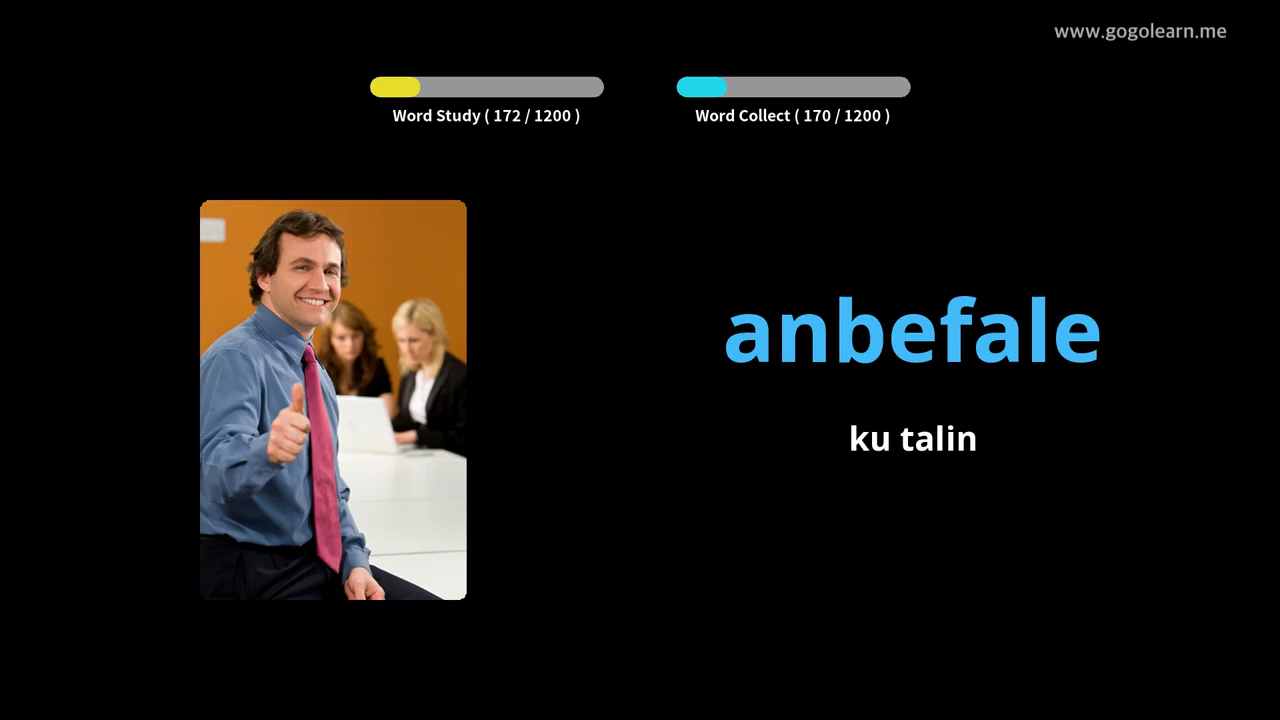 www.gogolearn.me
Word Study ( 172 / 1200 )
Word Collect ( 170 / 1200 )
anbefale
ku talin